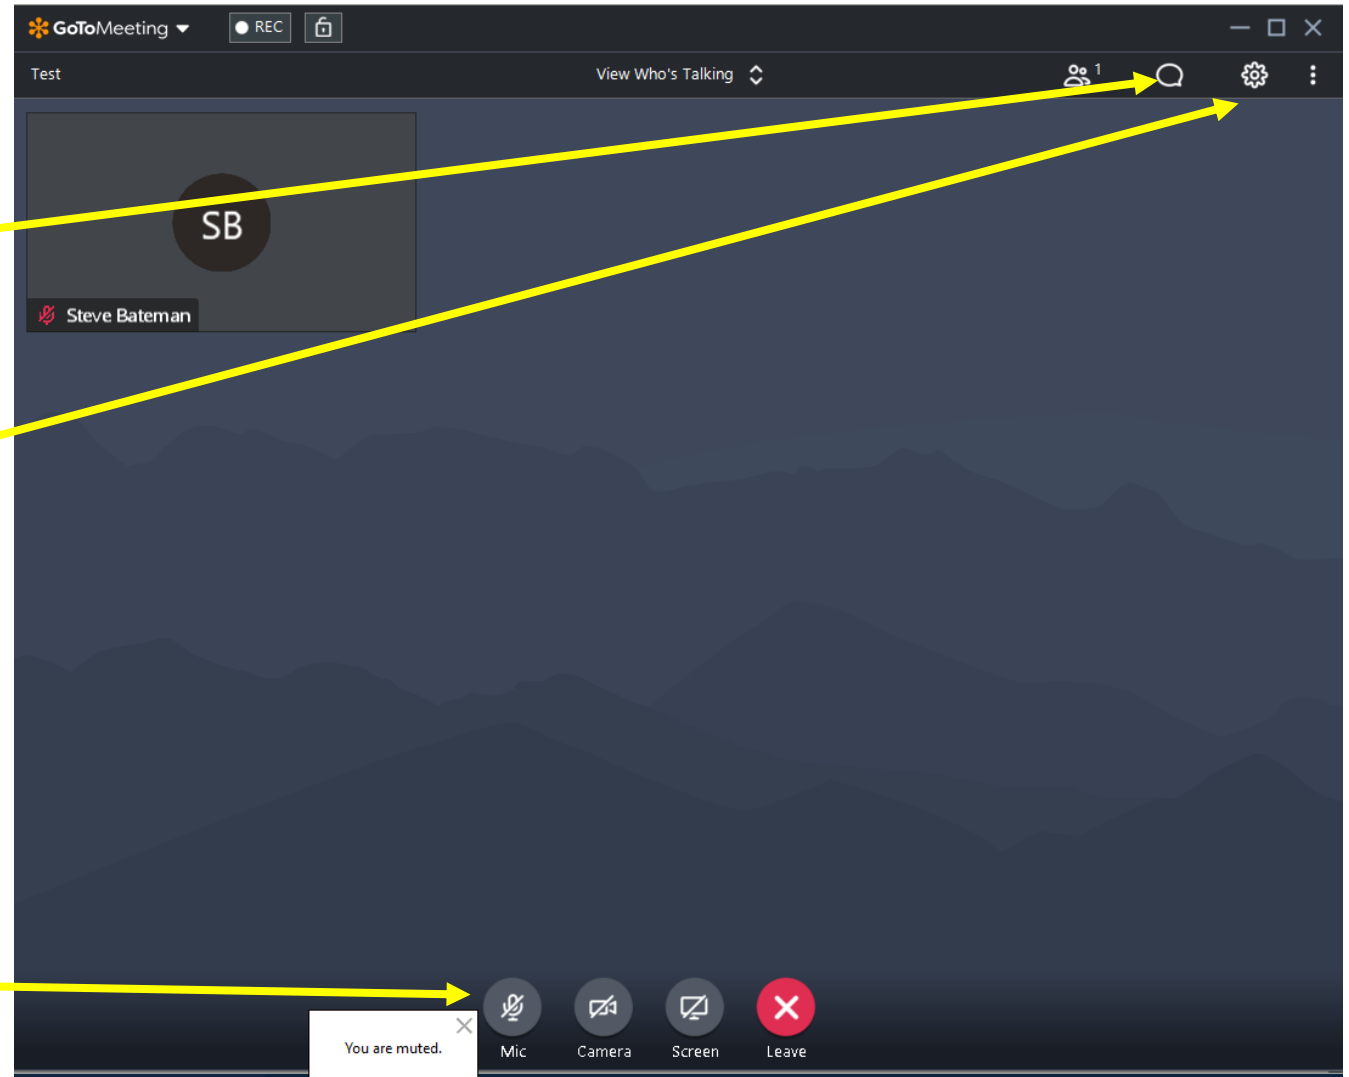 GoToMeeting
REC
Test
View Who's Talking
1
SB
Steve Bateman
You are muted.
Mic
Camera
Screen
Leave